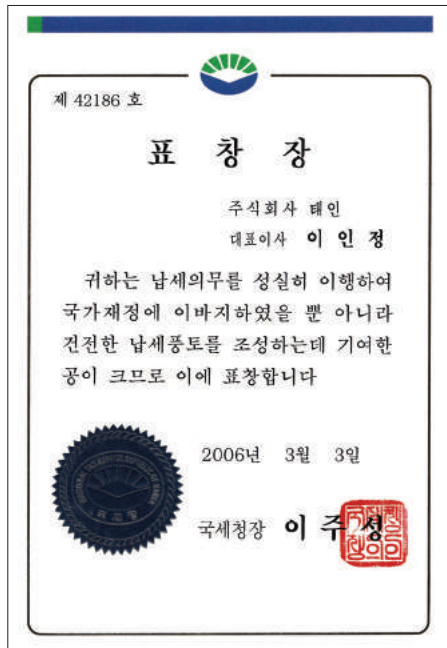 제 42186 호
표 창 장
주식회사 태인
대표이사 이 인 정
귀하는 납세의무를 성실히 이행하여
국가재정에 이바지하였을 뿐 아니라
건전한 납세풍토를 조성하는데 기여한
공이 크므로 이에 표창합니다
2006년 3월 3일
국세청장 이 주 성